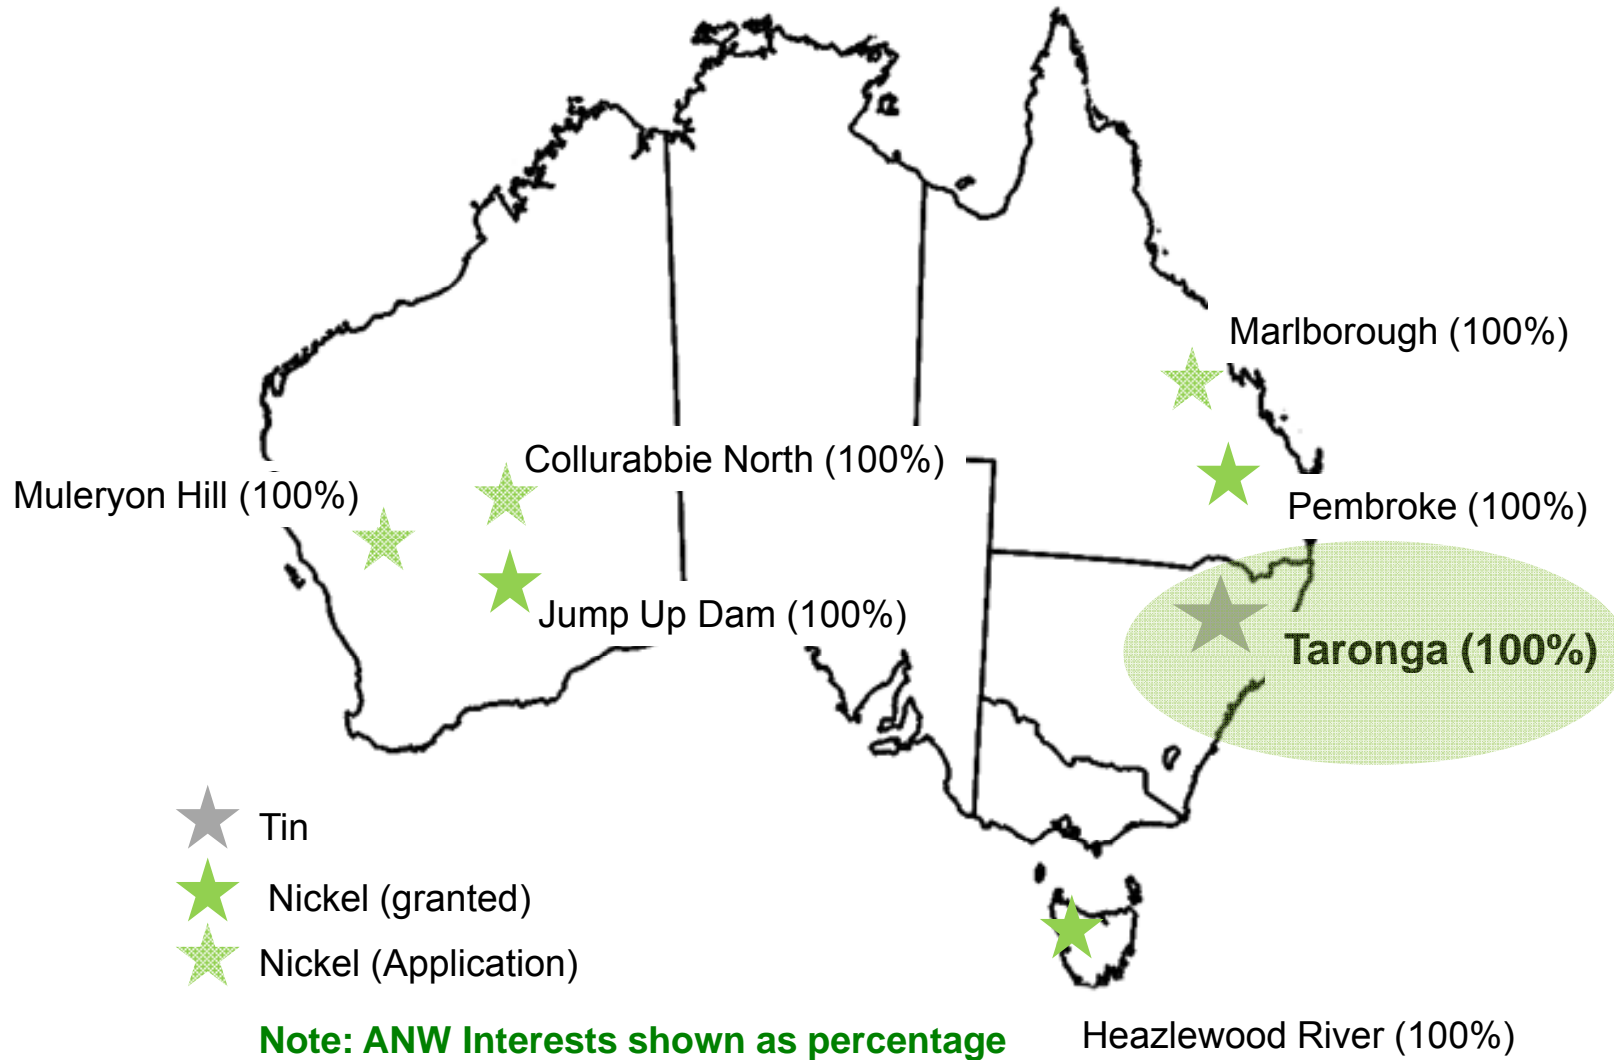 Marlborough (100%)
Collurabbie North (100%)
Muleryon Hill (100%)
Pembroke (100%)
Jump Up Dam (100%)
Taronga (100%)
Tin
Nickel (granted)
Nickel (Application)
Heazlewood River (100%)
Note: ANW Interests shown as percentage